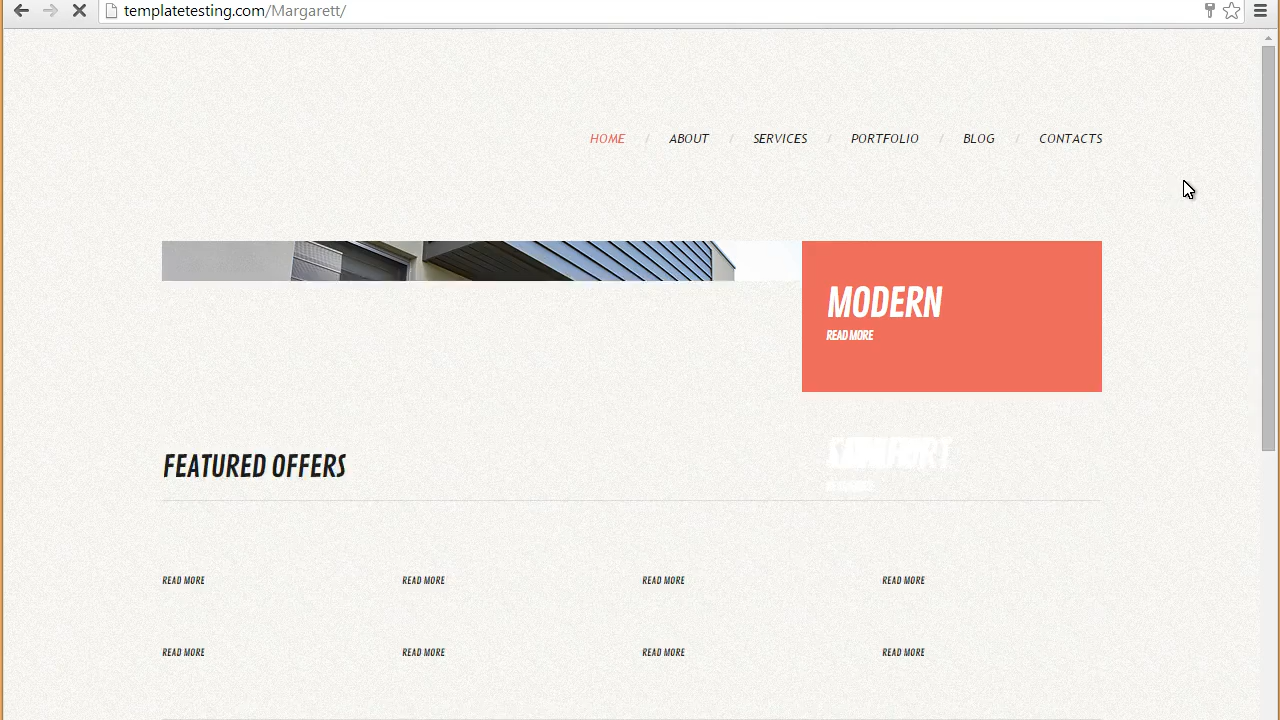 templatetesting.com/Margarett/
HOME / ABOUT / SERVICES / PORTFOLIO / BLOG / CONTACTS
MODERN
READ MORE
FEATURED OFFERS
READ MORE READ MORE READ MORE READ MORE
READ MORE READ MORE READ MORE READ MORE